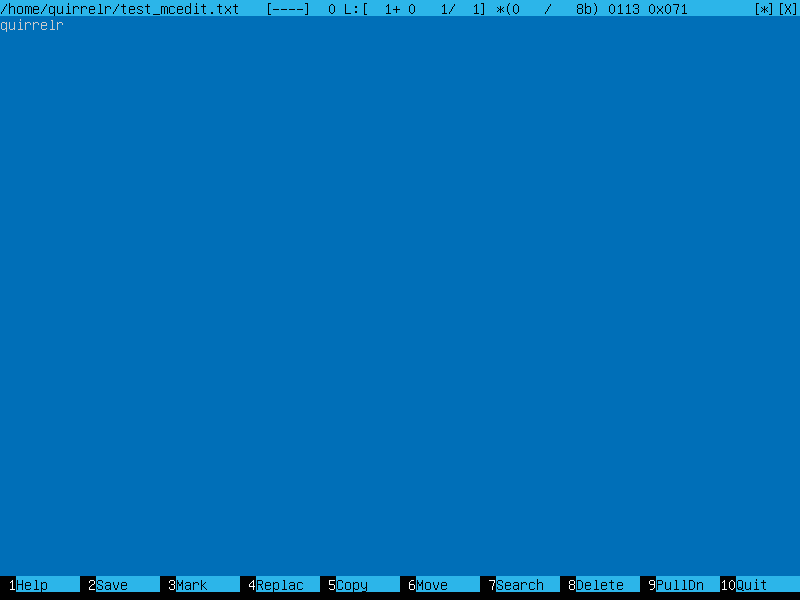 /home/quirrelr/test_mcedit.txt   [----]  0 L:[  1+ 0   1/  1] *(0   /   8b) 0113 0x071        [*][X]
quirrelr
1Help 2Save 3Mark 4Replac 5Copy 6Move 7Search 8Delete 9PullDn 10Quit